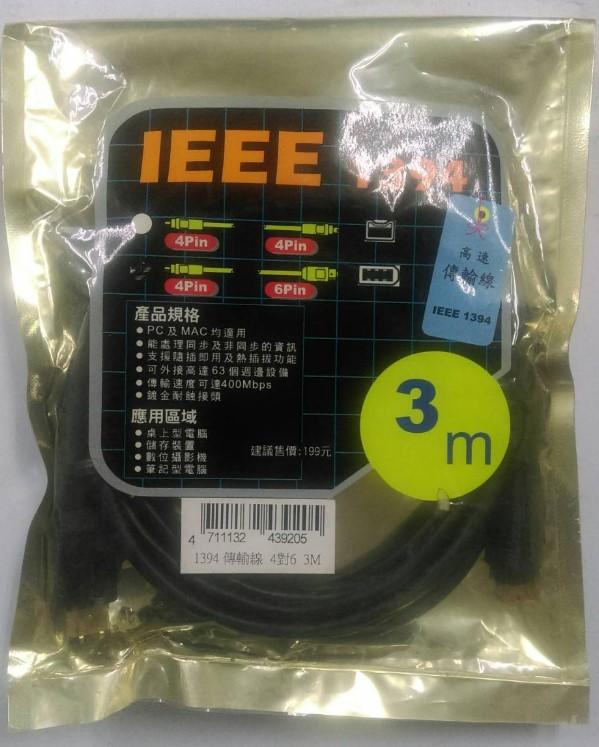 IEEE 1394
4Pin 4Pin
4Pin 6Pin
高速
傳輸線
IEEE 1394
產品規格
●PC及MAC均適用
●能處理同步及非同步的資訊
●支援隨插即用及熱插拔功能
●可外接高達63個週邊設備
●傳輸速度可達400Mbps
●鍍金耐蝕接頭
應用區域
●桌上型電腦
●儲存裝置
●數位攝影機
●筆記型電腦
建議售價:199元
3m
4 711132 439205
1394 傳輸線 4對6 3M